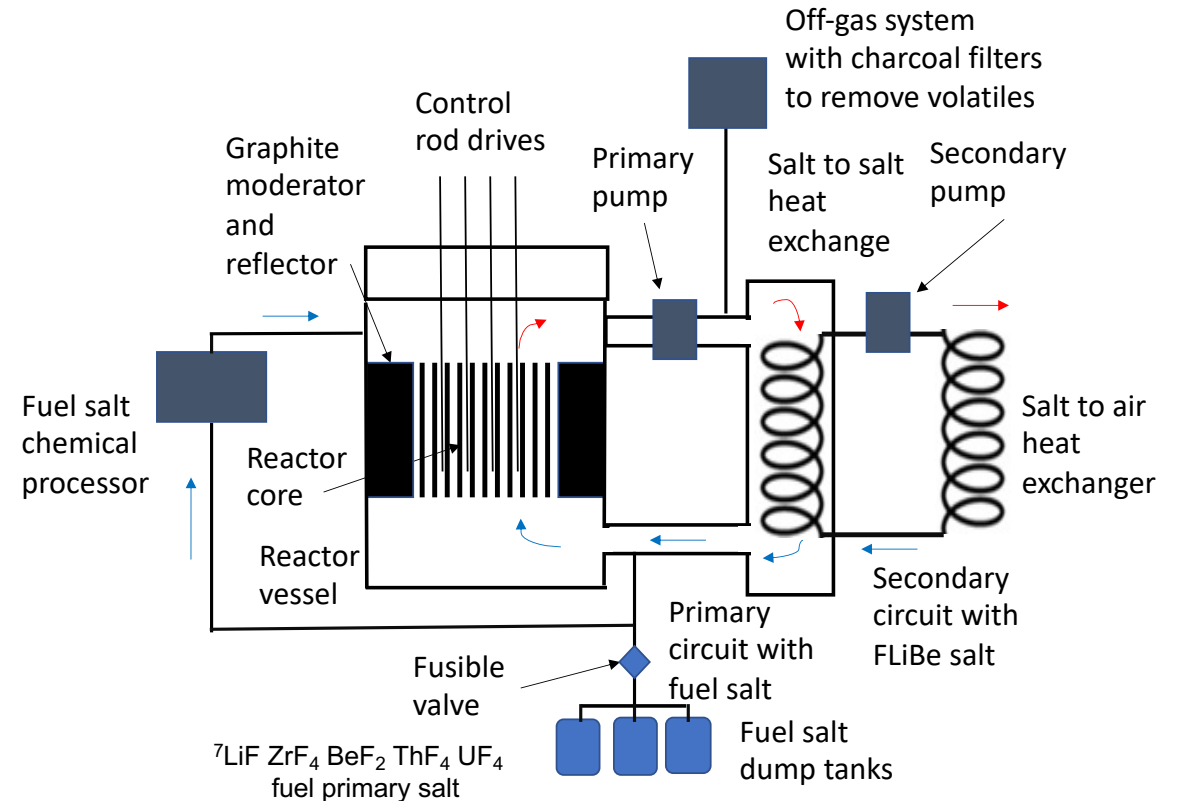 Off-gas system
with charcoal filters
to remove volatiles
Control
rod drives
Graphite
moderator
and
reflector
Primary
pump
Salt to salt
heat
exchange
Secondary
pump
Fuel salt
chemical
processor
Reactor
core
Salt to air
heat
exchanger
Reactor
vessel
Secondary
circuit with
FLiBe salt
Primary
circuit with
fuel salt
Fusible
valve
Fuel salt
dump tanks
⁷LiF ZrF₄ BeF₂ ThF₄ UF₄
fuel primary salt